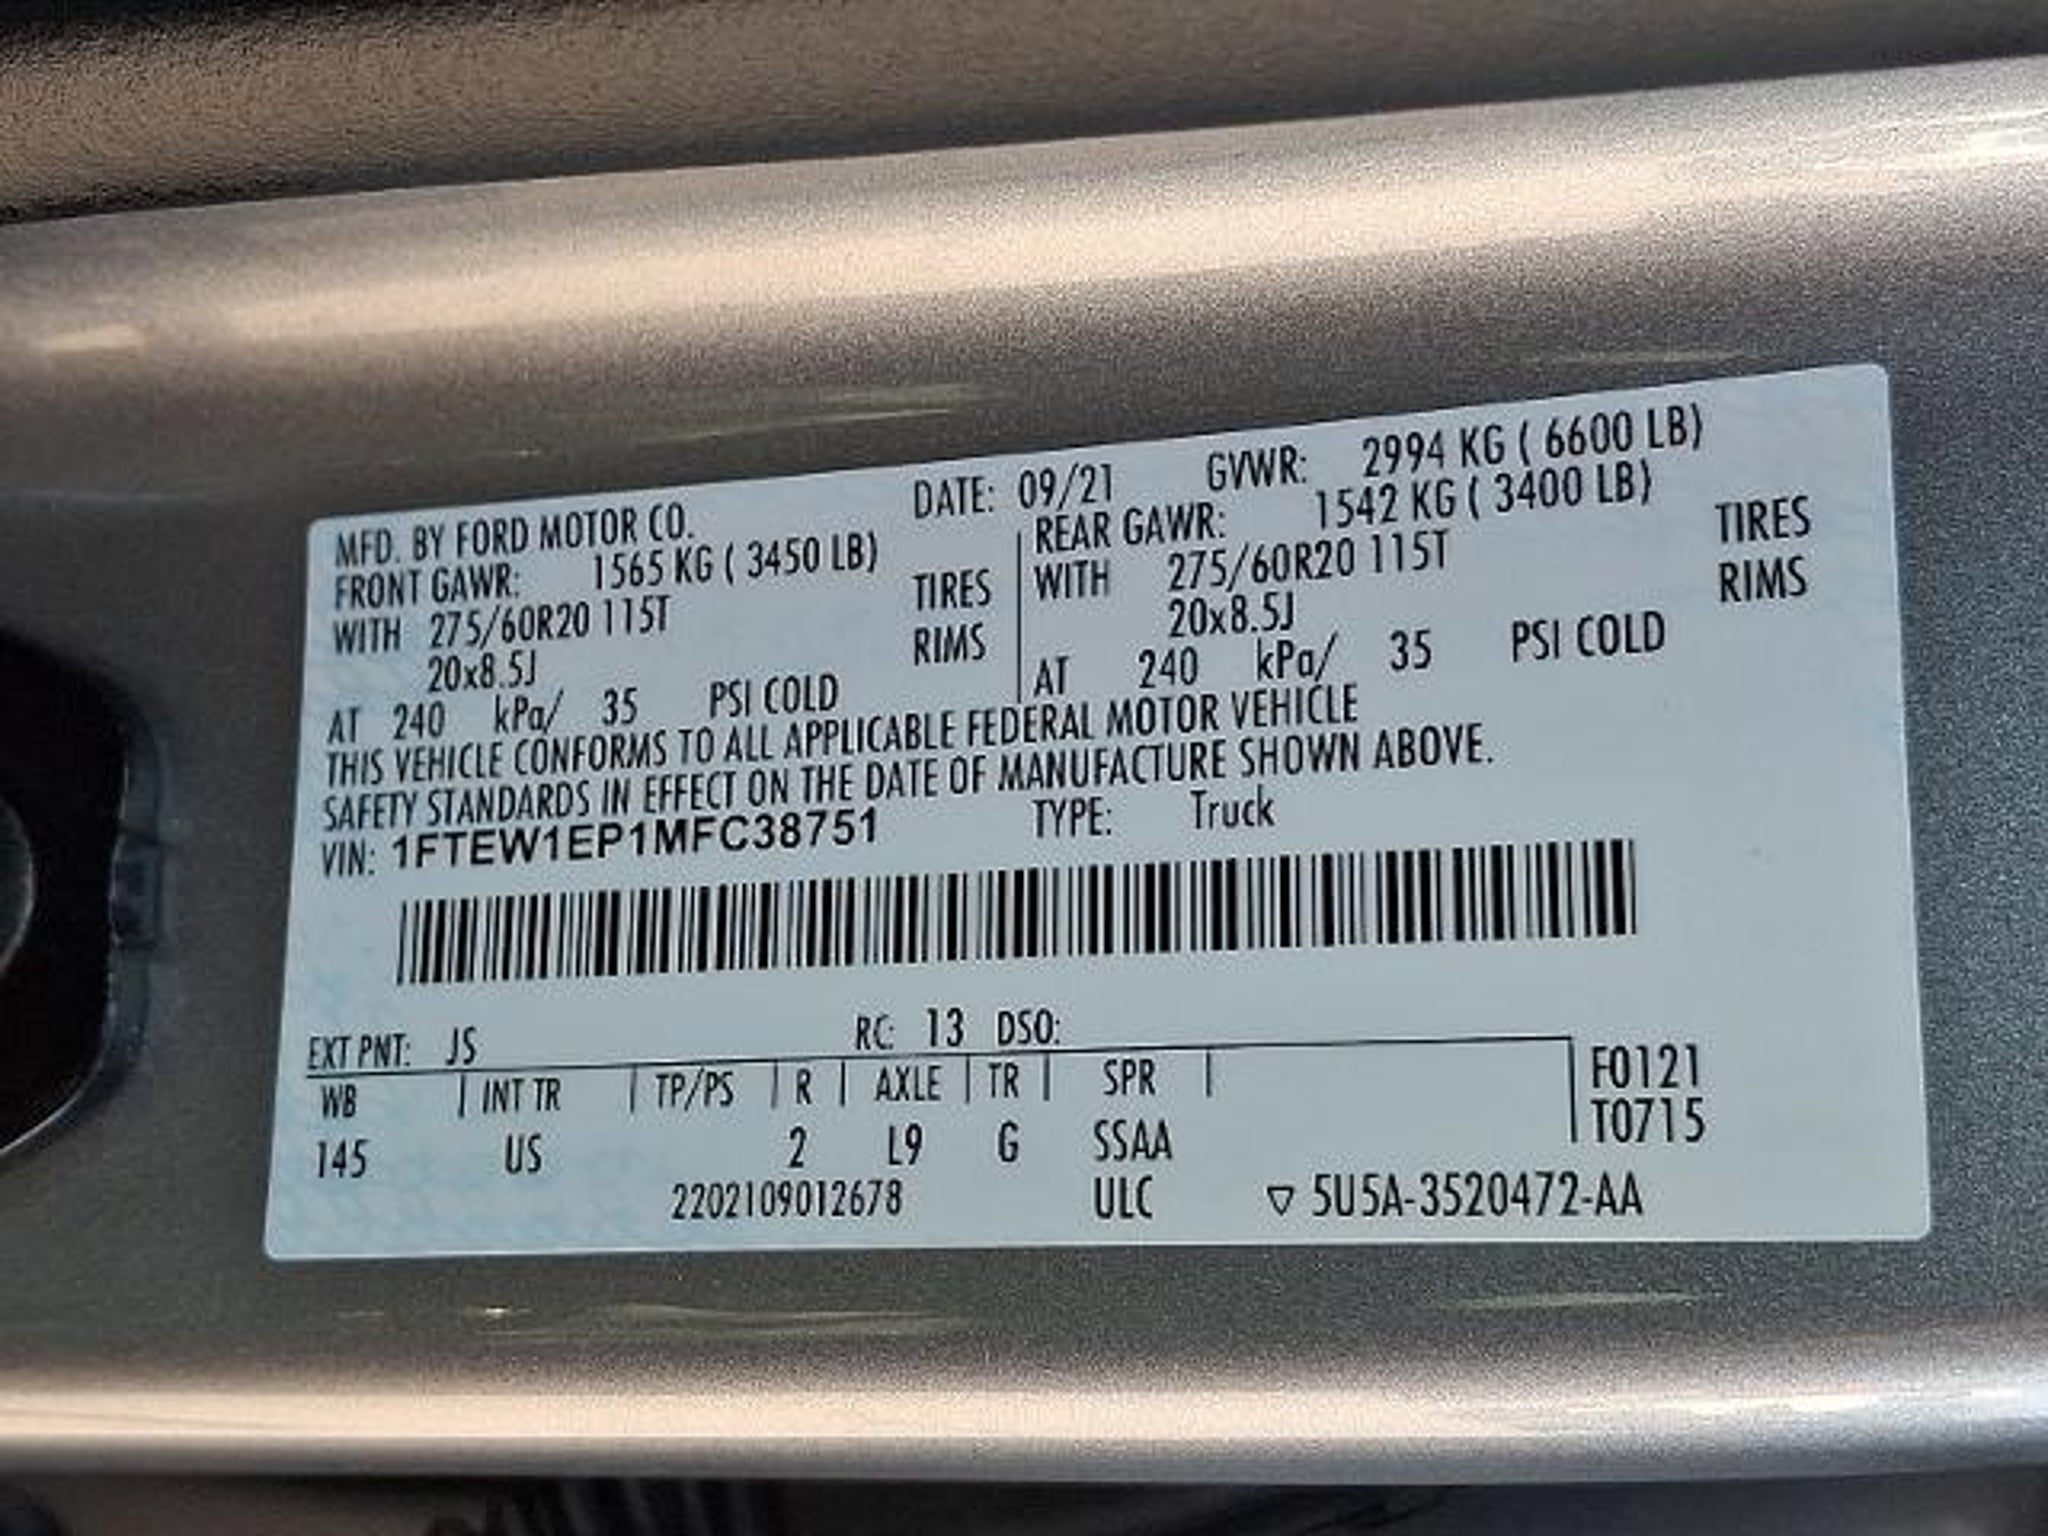 MFD. BY FORD MOTOR CO. DATE: 09/21 GVWR: 2994 KG ( 6600 LB)
FRONT GAWR: 1565 KG ( 3450 LB) REAR GAWR: 1542 KG ( 3400 LB)
WITH 275/60R20 115T TIRES WITH 275/60R20 115T TIRES
20x8.5J RIMS 20x8.5J RIMS
AT 240 kPa/ 35 PSI COLD AT 240 kPa/ 35 PSI COLD
THIS VEHICLE CONFORMS TO ALL APPLICABLE FEDERAL MOTOR VEHICLE
SAFETY STANDARDS IN EFFECT ON THE DATE OF MANUFACTURE SHOWN ABOVE.
VIN: 1FTEW1EP1MFC38751 TYPE: Truck
EXT PNT: JS RC: 13 DSO:
WB INT TR TP/PS R AXLE TR SPR F0121
T0715
145 US 2 L9 G SSAA
2202109012678 ULC ▽ 5U5A-3520472-AA